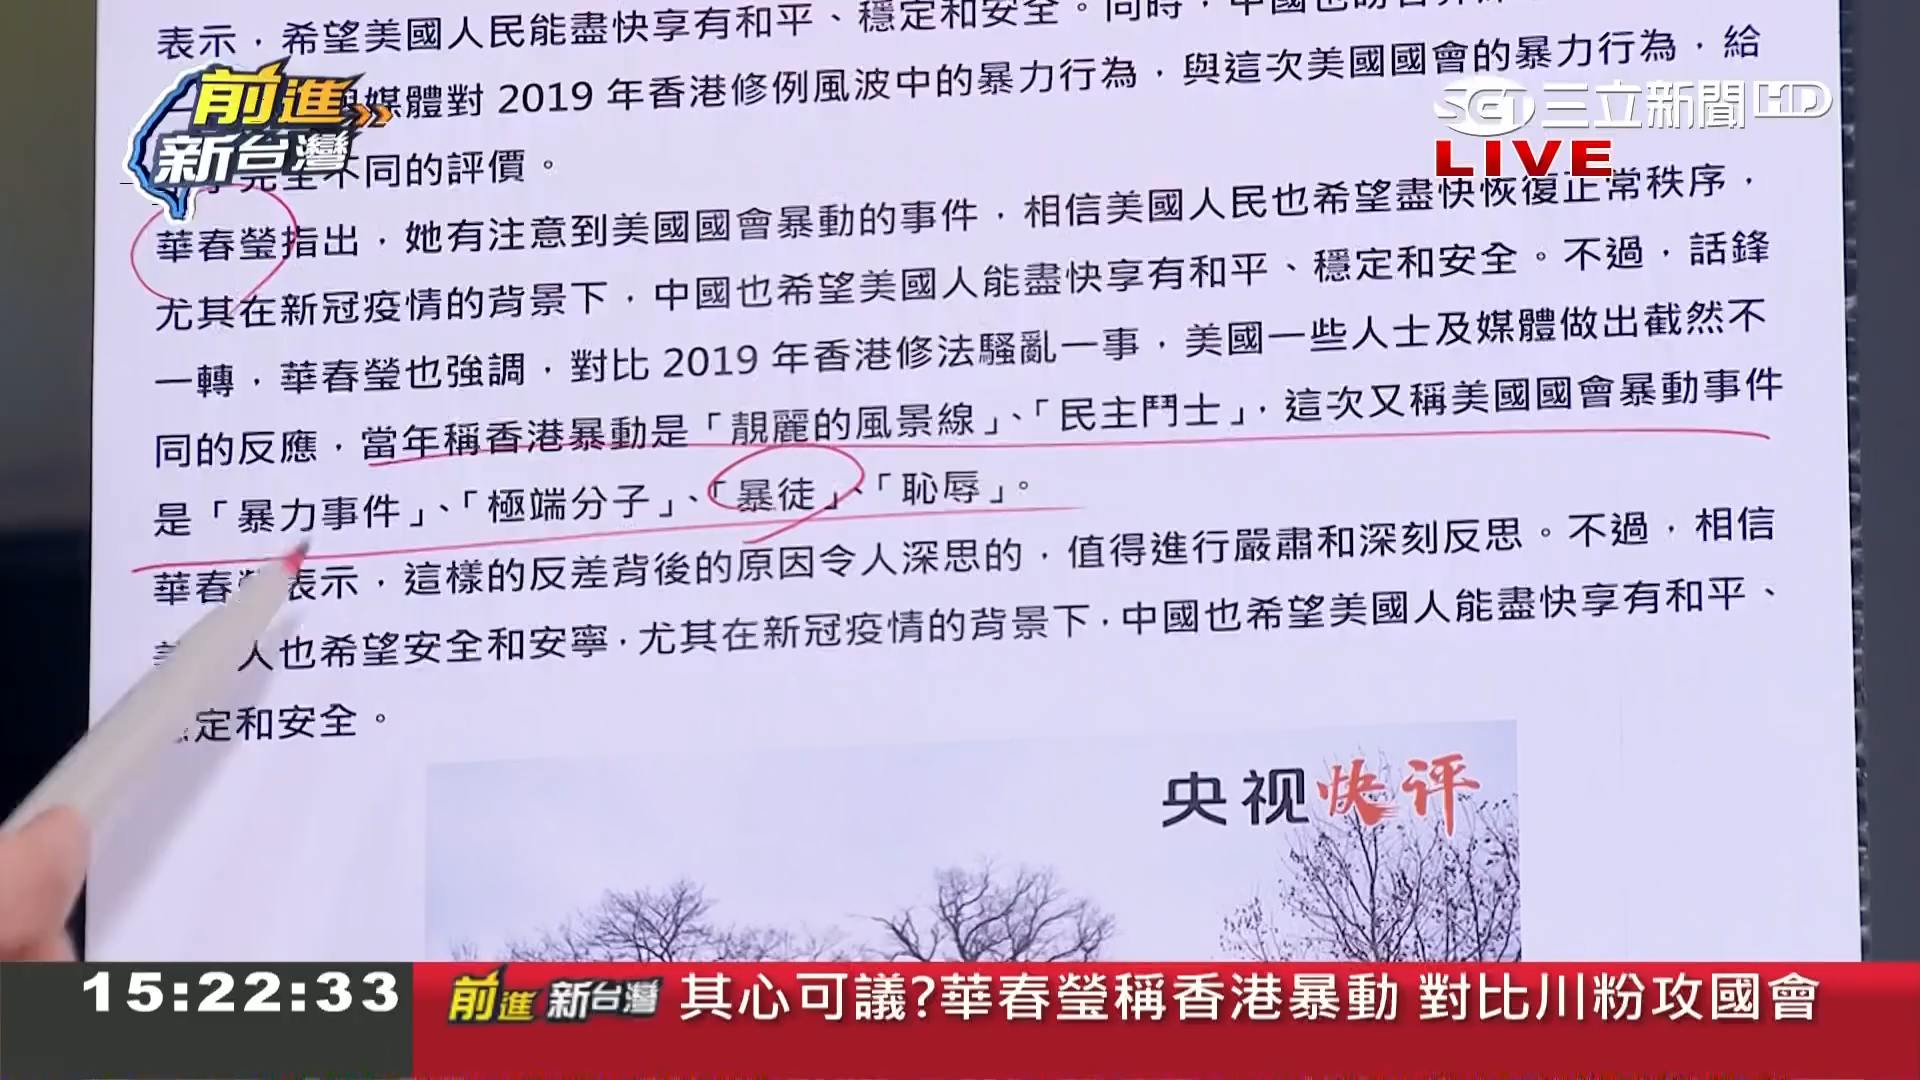 表示，希望美國人民能盡快享有和平、穩定和安全。同時，中國也
媒體對 2019 年香港修例風波中的暴力行為，與這次美國國會的暴力行為，給
不同的評價。
華春瑩指出，她有注意到美國國會暴動的事件，相信美國人民也希望盡快恢復正常秩序，
尤其在新冠疫情的背景下，中國也希望美國人能盡快享有和平、穩定和安全。不過，話鋒
一轉，華春瑩也強調，對比 2019 年香港修法騷亂一事，美國一些人士及媒體做出截然不
同的反應，當年稱香港暴動是「靚麗的風景線」、「民主鬥士」，這次又稱美國國會暴動事件
是「暴力事件」、「極端分子」、「暴徒」、「恥辱」。
華春瑩表示，這樣的反差背後的原因令人深思的，值得進行嚴肅和深刻反思。不過，相信
人也希望安全和安寧，尤其在新冠疫情的背景下，中國也希望美國人能盡快享有和平、
定和安全。
央视快评
前進
新台灣
SET三立新聞HD
LIVE
15:22:33
前進新台灣 其心可議?華春瑩稱香港暴動 對比川粉攻國會